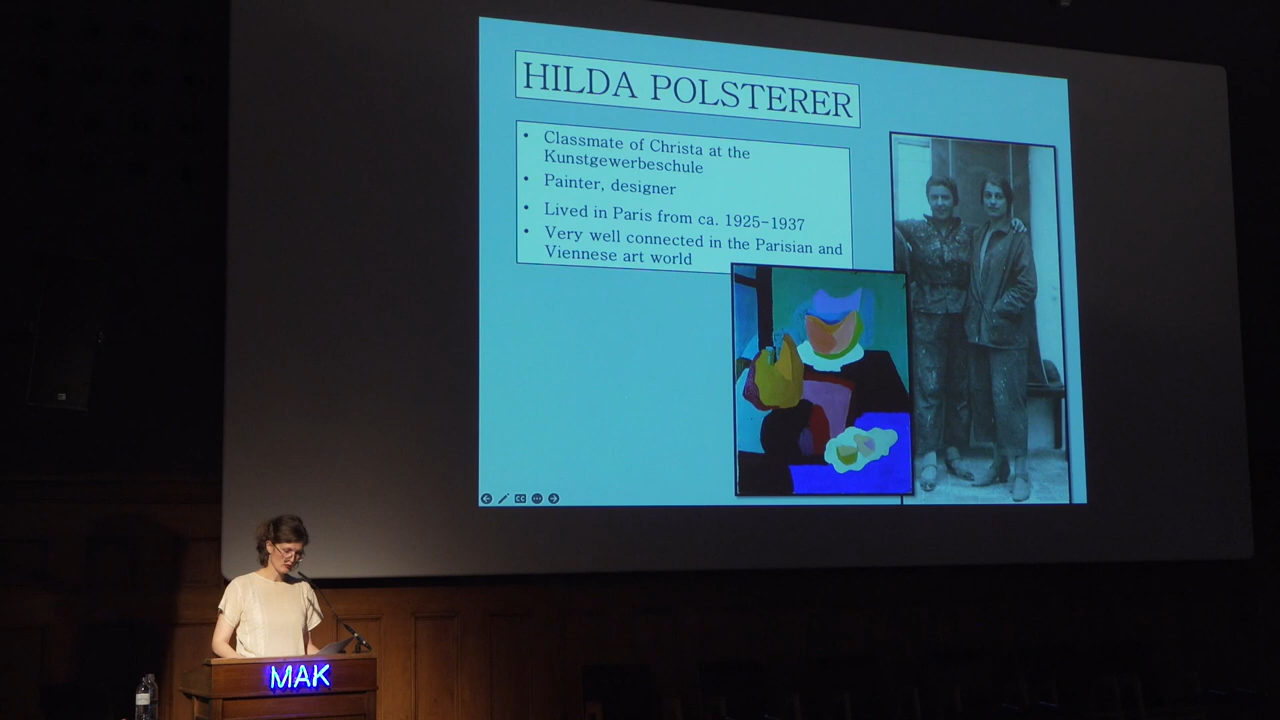 HILDA POLSTERER
• Classmate of Christa at the
Kunstgewerbeschule
• Painter, designer
• Lived in Paris from ca. 1925–1937
• Very well connected in the Parisian and
Viennese art world
MAK